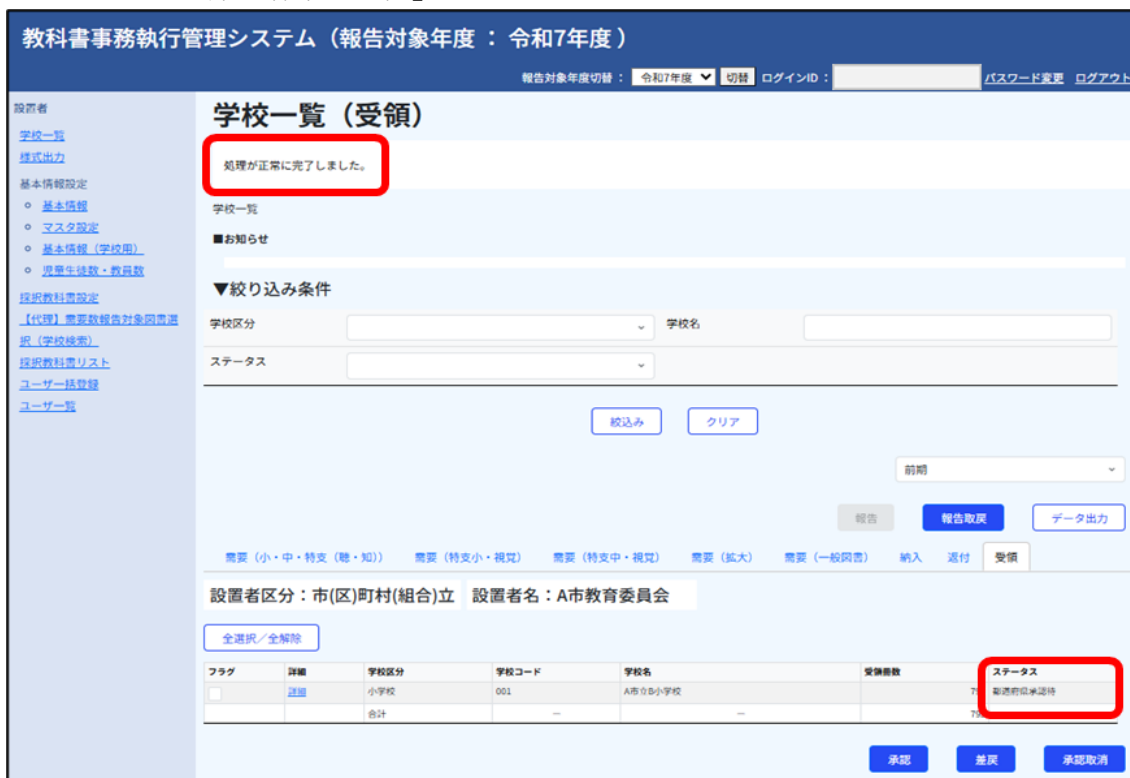 教科書事務執行管理システム（報告対象年度 ： 令和7年度 ）
報告対象年度切替 ： 令和7年度 切替 ログインID ： パスワード変更 ログアウト
設置者
学校一覧
様式出力
基本情報設定
基本情報
マスタ設定
基本情報（学校用）
児童生徒数・教員数
採択教科書設定
【代理】需要数報告対象図書選
択（学校検索）
採択教科書リスト
ユーザ一括登録
ユーザ一覧
学校一覧（受領）
処理が正常に完了しました。
学校一覧
■お知らせ
▼絞り込み条件
学校区分 学校名
ステータス
絞込み クリア
前期
報告 報告取戻 データ出力
需要（小・中・特支（聴・知）） 需要（特支小・視覚） 需要（特支中・視覚） 需要（拡大） 需要（一般図書） 納入 返付 受領
設置者区分：市(区)町村(組合)立 設置者名：A市教育委員会
全選択／全解除
フラグ 詳細 学校区分 学校コード 学校名 受領冊数 ステータス
詳細 小学校 001 A市立B小学校 都道府県承認待
合計 － －
承認 差戻 承認取消